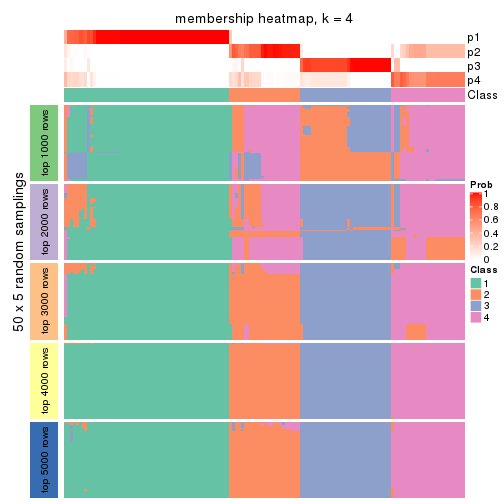 membership heatmap, k = 4
p1
p2
p3
p4
Class
50 x 5 random samplings
top 1000 rows
top 2000 rows
top 3000 rows
top 4000 rows
top 5000 rows
Prob
1
0.8
0.6
0.4
0.2
0
Class
1
2
3
4